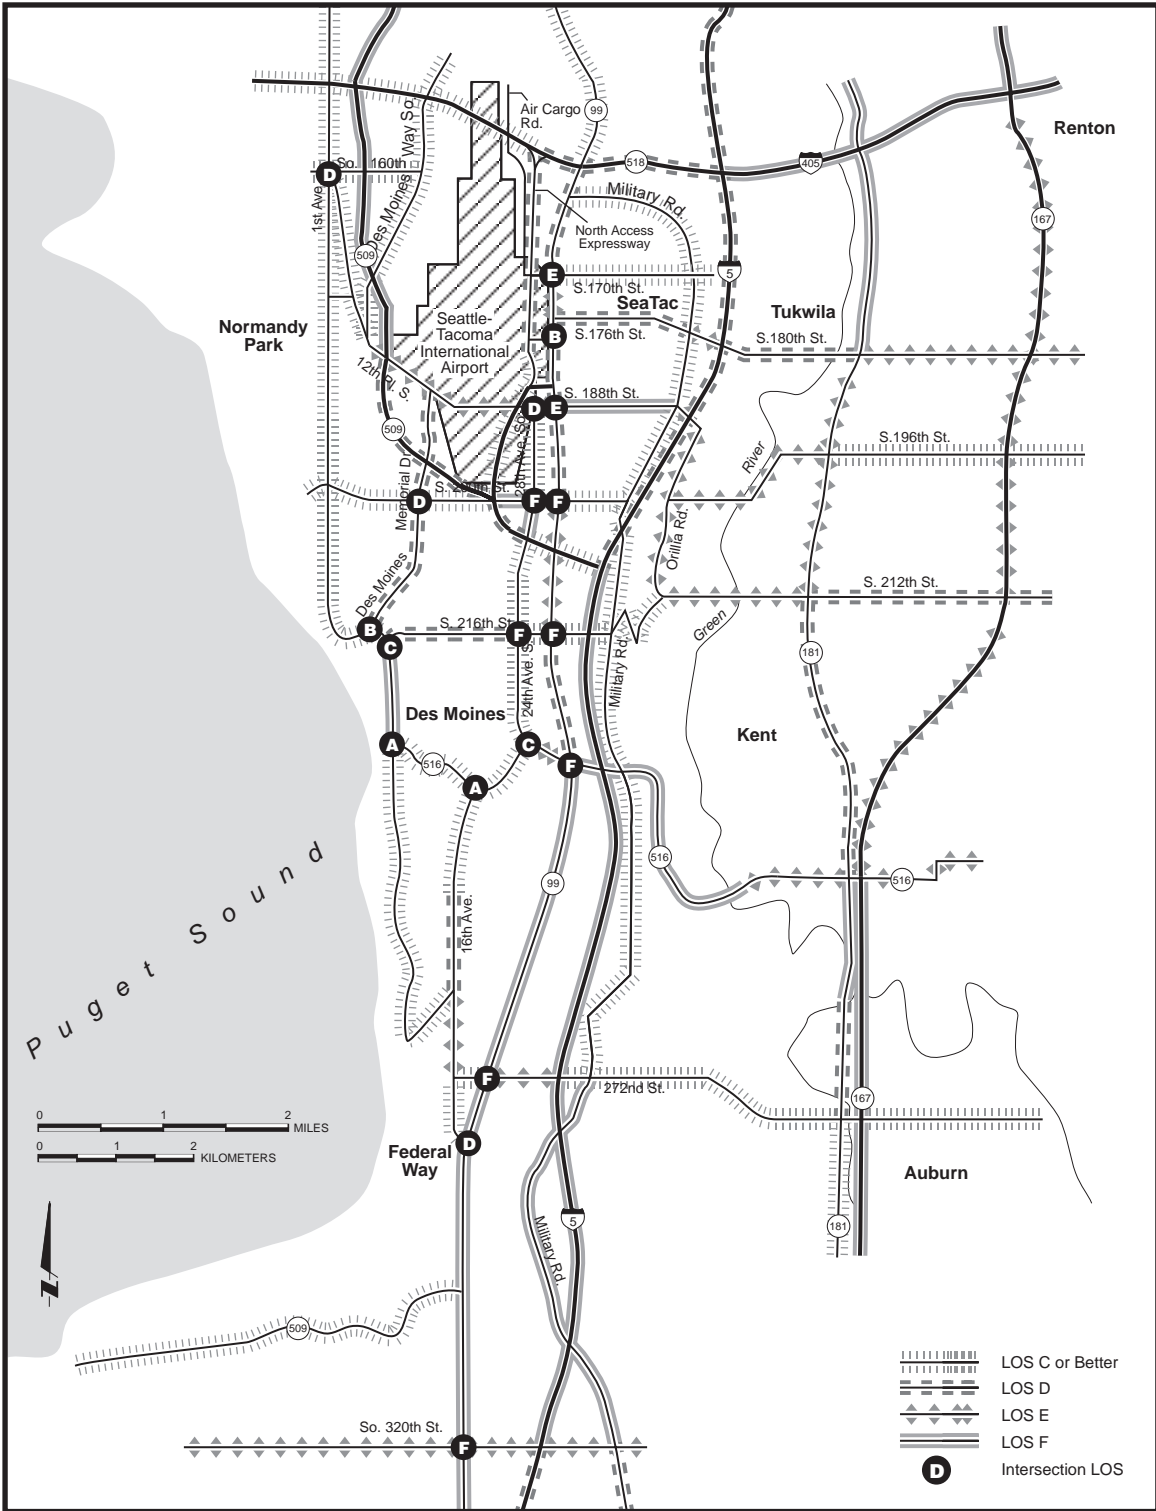 Air Cargo
Rd.
99
Renton
Des Moines Way So.
So. 160th
D
518
405
1st Ave.
Military Rd.
167
North Access
Expressway
509
E
S.170th St.
5
SeaTac
Tukwila
Normandy
Park
Seattle-
Tacoma
International
Airport
B
S.176th St.
S.180th St.
12th Pl. S.
S. 188th St.
D
E
509
28th Ave. So.
S.196th St.
River
Memorial Dr.
D
S. 200th St.
F
F
Orillia Rd.
Des Moines
S. 212th St.
B
S. 216th St.
F
F
Green
C
181
24th Ave. S.
Military Rd.
Des Moines
Kent
A
516
C
F
A
Puget Sound
516
516
99
16th Ave.
F
272nd St.
167
0 1 2
MILES
0 1 2
KILOMETERS
D
Federal
Way
Auburn
5
181
Military Rd.
Z
509
LOS C or Better
LOS D
LOS E
LOS F
D
Intersection LOS
So. 320th St.
F